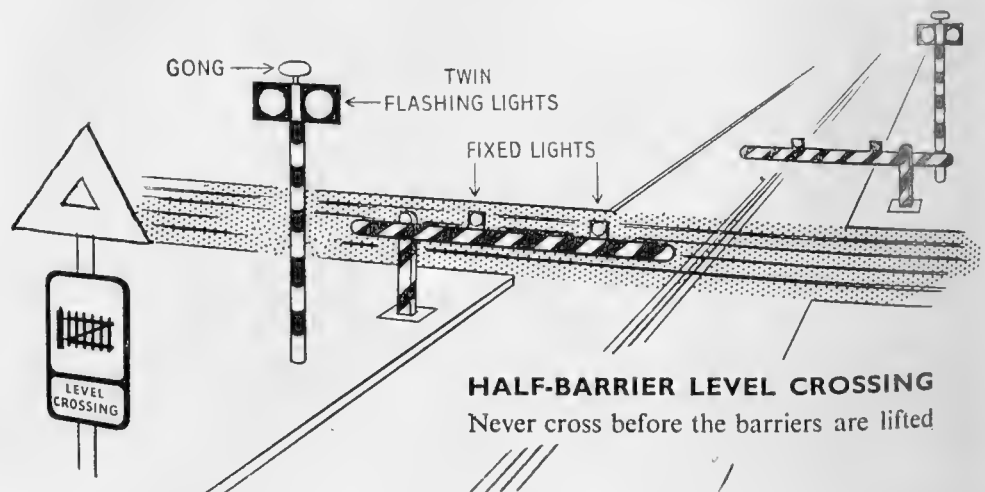 GONG
TWIN
FLASHING LIGHTS
FIXED LIGHTS
LEVEL
CROSSING
HALF-BARRIER LEVEL CROSSING
Never cross before the barriers are lifted